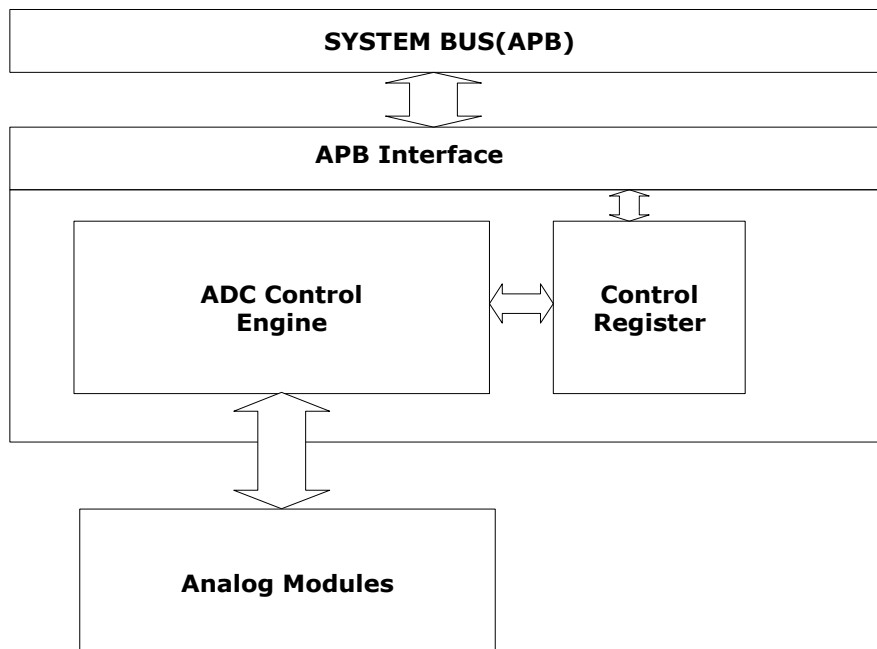 SYSTEM BUS(APB)
APB Interface
ADC Control
Engine
Control
Register
Analog Modules